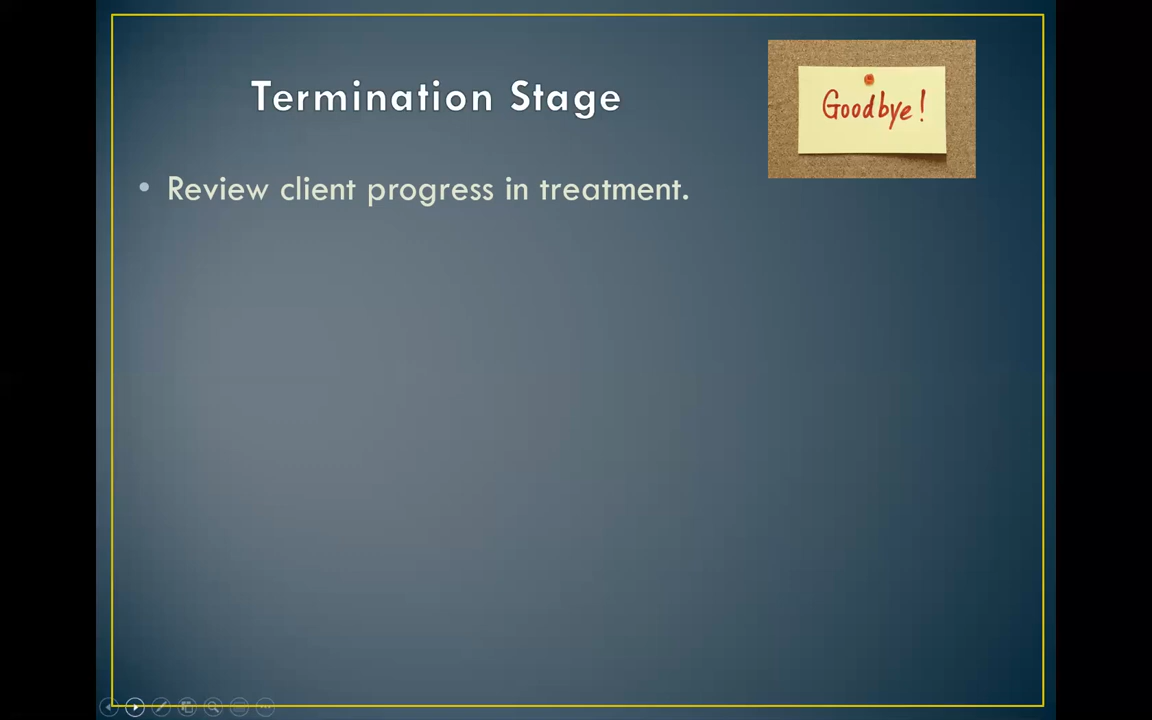 Termination Stage
Goodbye!
• Review client progress in treatment.